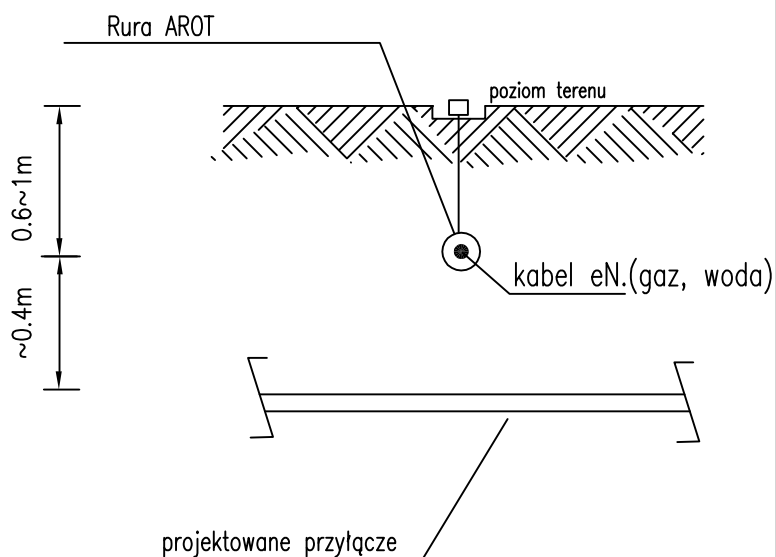 Rura AROT
poziom terenu
0.6~1m
kabel eN.(gaz, woda)
~0.4m
projektowane przyłącze